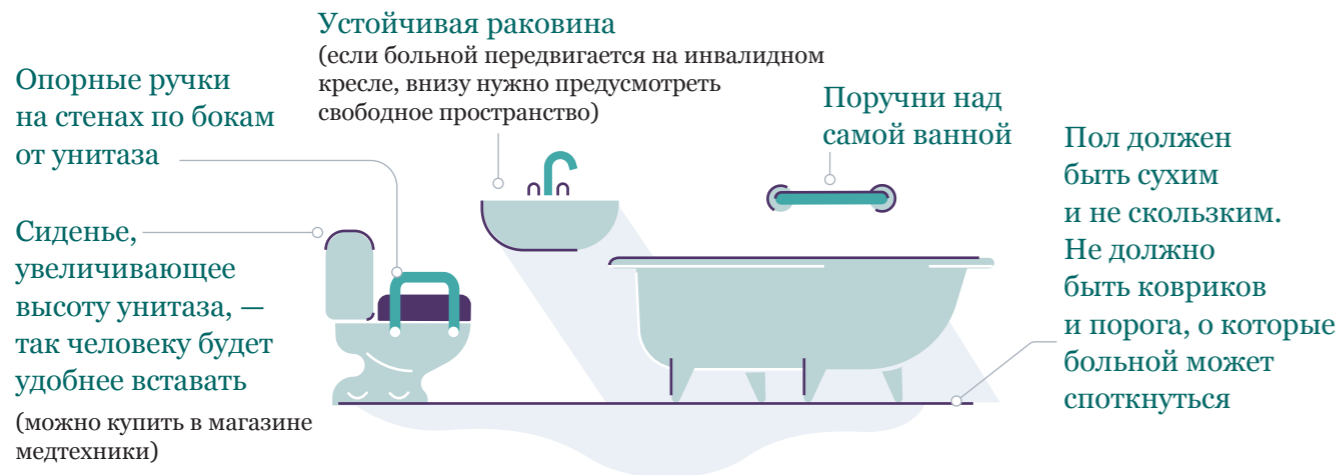 Устойчивая раковина
(если больной передвигается на инвалидном
кресле, внизу нужно предусмотреть
свободное пространство)
Опорные ручки
на стенах по бокам
от унитаза
Поручни над
самой ванной
Пол должен
быть сухим
и не скользким.
Не должно
быть ковриков
и порога, о которые
больной может
споткнуться
Сиденье,
увеличивающее
высоту унитаза, —
так человеку будет
удобнее вставать
(можно купить в магазине
медтехники)